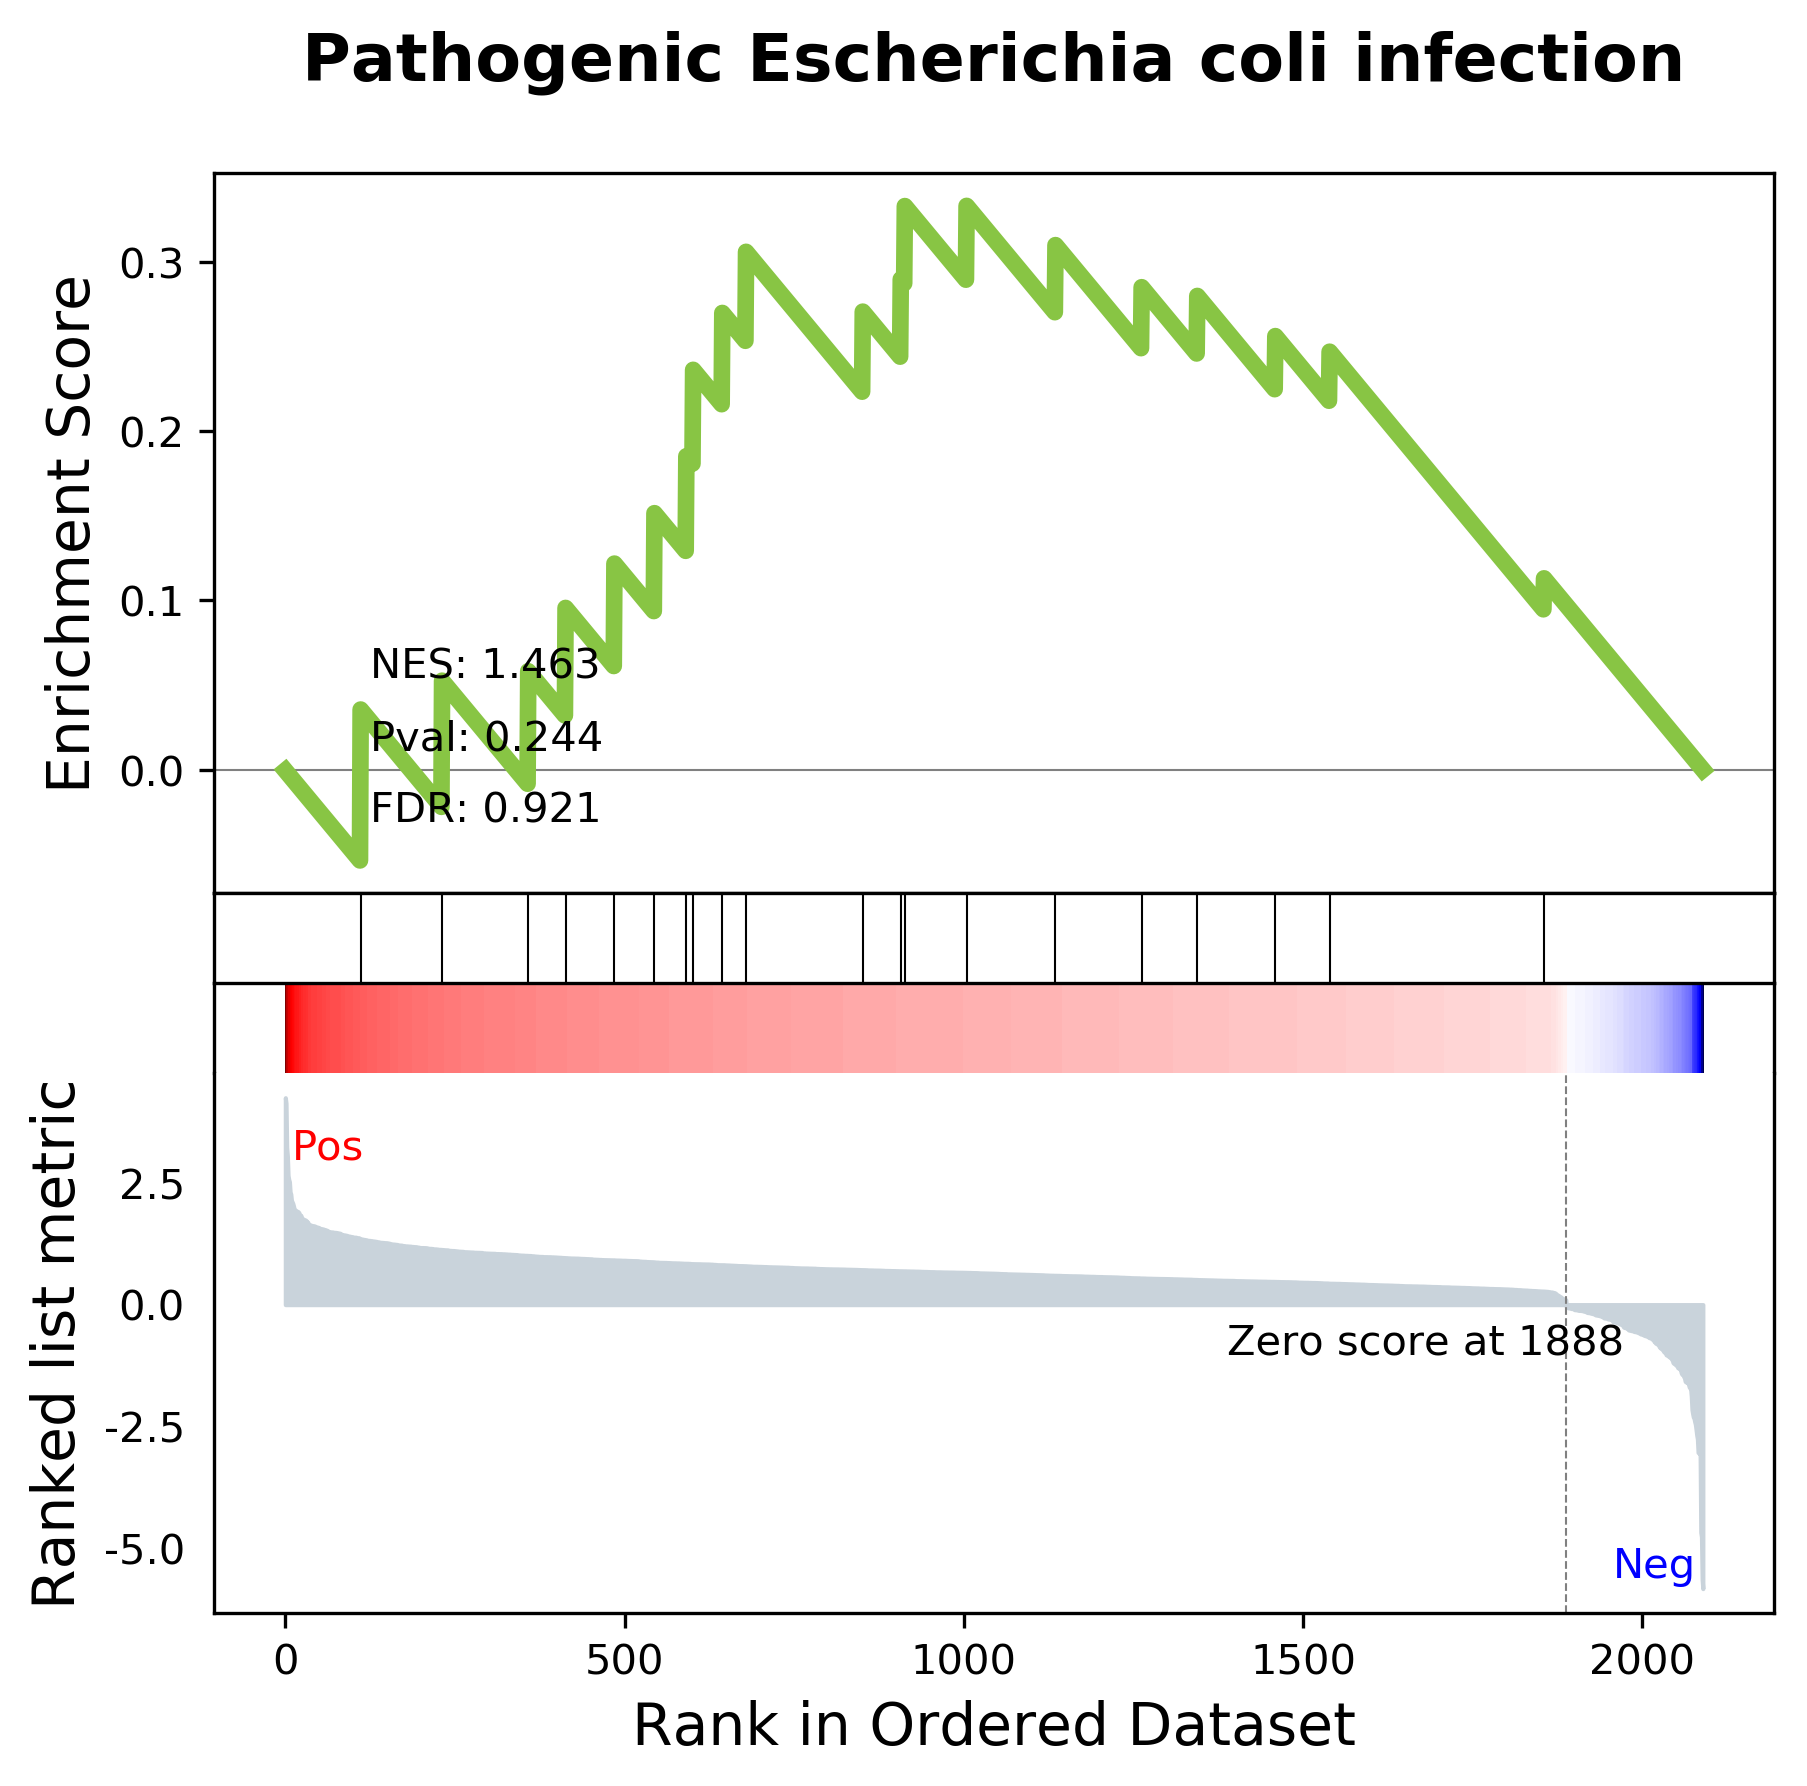 Pathogenic Escherichia coli infection
Enrichment Score
0.3
0.2
0.1
0.0
NES: 1.463
Pval: 0.244
FDR: 0.921
Ranked list metric
2.5
0.0
-2.5
-5.0
Pos
Zero score at 1888
Neg
0 500 1000 1500 2000
Rank in Ordered Dataset